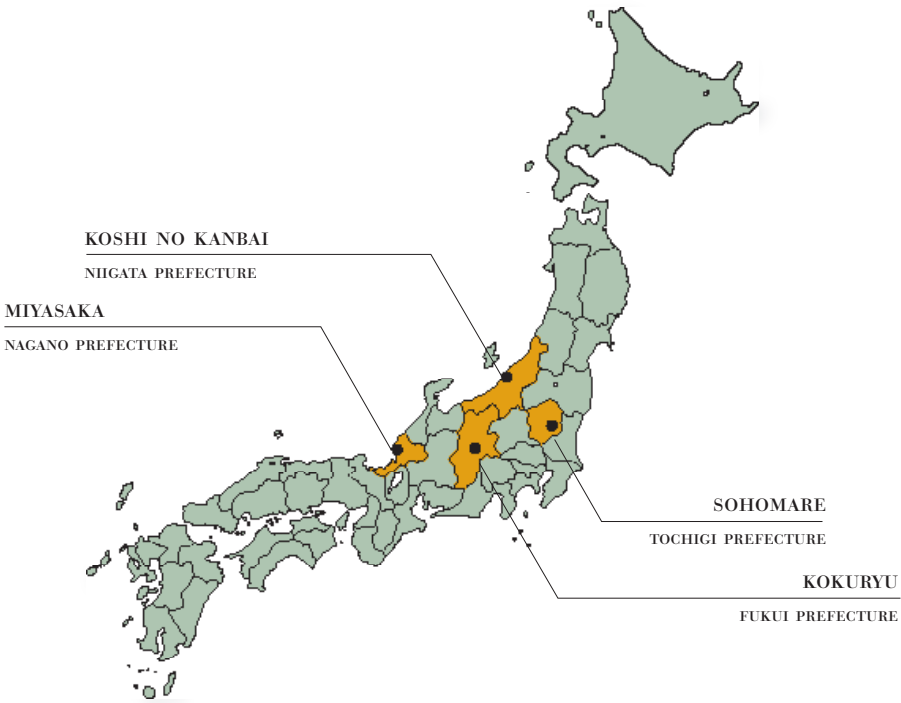 KOSHI NO KANBAI
NIIGATA PREFECTURE
MIYASAKA
NAGANO PREFECTURE
SOHOMARE
TOCHIGI PREFECTURE
KOKURYU
FUKUI PREFECTURE